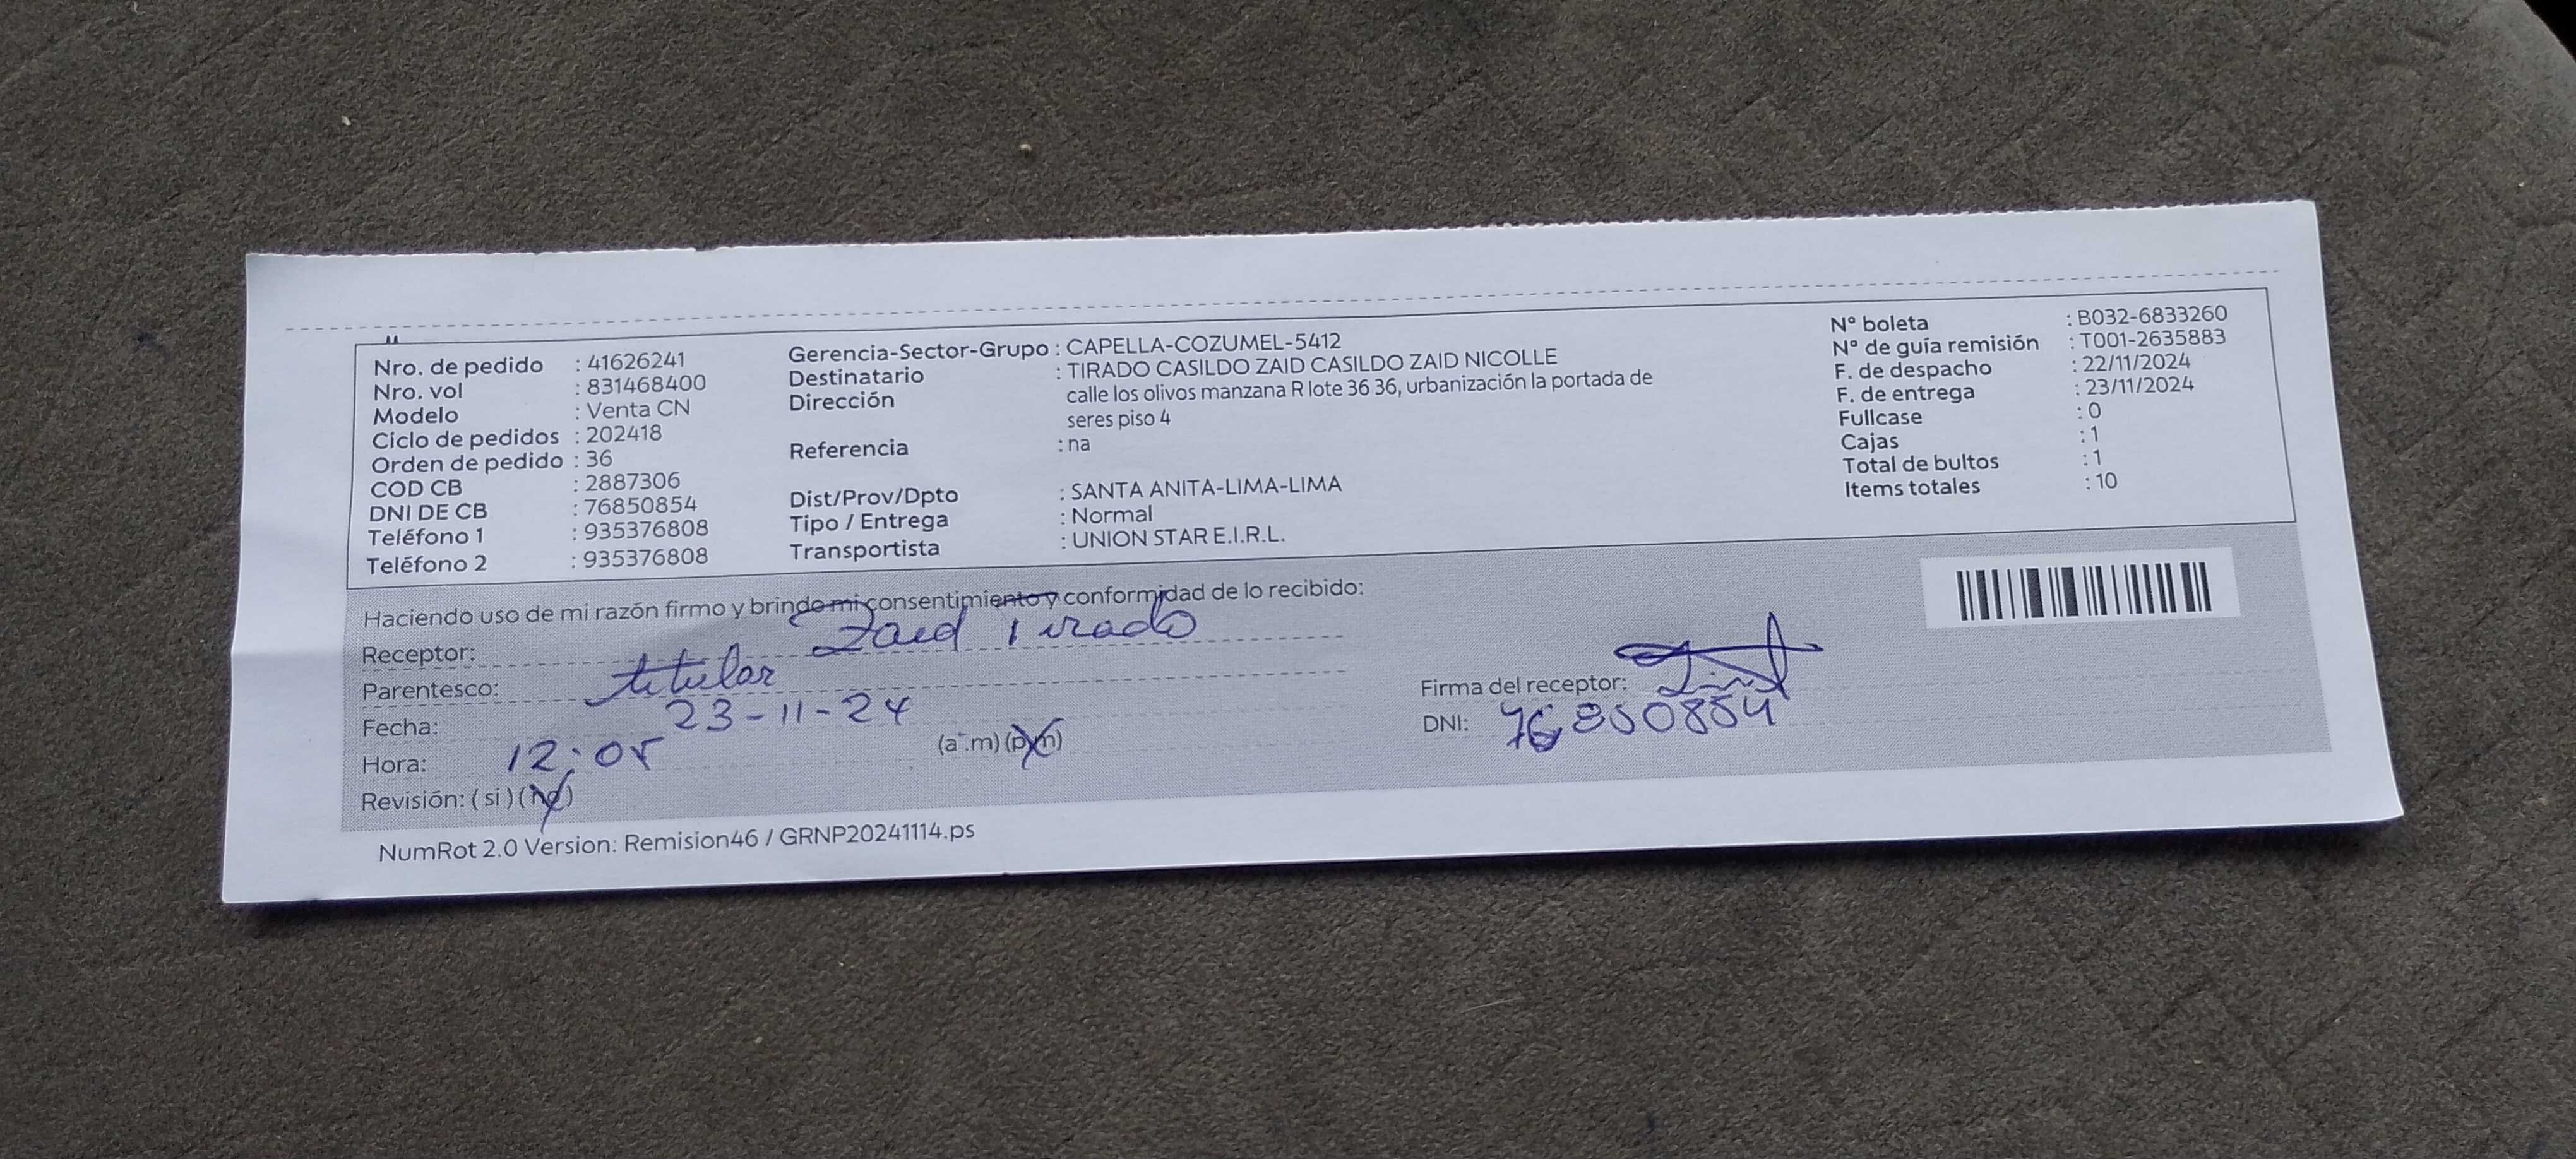 Nro. de pedido : 41626241
Nro. vol : 831468400
Modelo : Venta CN
Ciclo de pedidos : 202418
Orden de pedido : 36
COD CB : 2887306
DNI DE CB : 76850854
Teléfono 1 : 935376808
Teléfono 2 : 935376808
Gerencia-Sector-Grupo : CAPELLA-COZUMEL-5412
Destinatario : TIRADO CASILDO ZAID CASILDO ZAID NICOLLE
Dirección calle los olivos manzana R lote 36 36, urbanización la portada de
seres piso 4
Referencia : na
Dist/Prov/Dpto : SANTA ANITA-LIMA-LIMA
Tipo / Entrega : Normal
Transportista : UNION STAR E.I.R.L.
Nº boleta : B032-6833260
Nº de guía remisión : T001-2635883
F. de despacho : 22/11/2024
F. de entrega : 23/11/2024
Fullcase : 0
Cajas : 1
Total de bultos : 1
Items totales : 10
Haciendo uso de mi razón firmo y brindo mi consentimiento y conformidad de lo recibido:
Receptor: Zaid Tirado
Parentesco: titular
Fecha: 23-11-24
Hora: 12:05 (a.m) (pm)
Revisión: ( si ) ( no )
Firma del receptor:
DNI: 76850854
NumRot 2.0 Version: Remision46 / GRNP20241114.ps